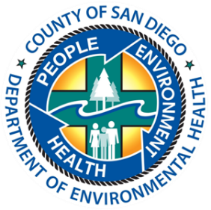 COUNTY OF SAN DIEGO
DEPARTMENT OF ENVIRONMENTAL HEALTH
PEOPLE
ENVIRONMENT
HEALTH